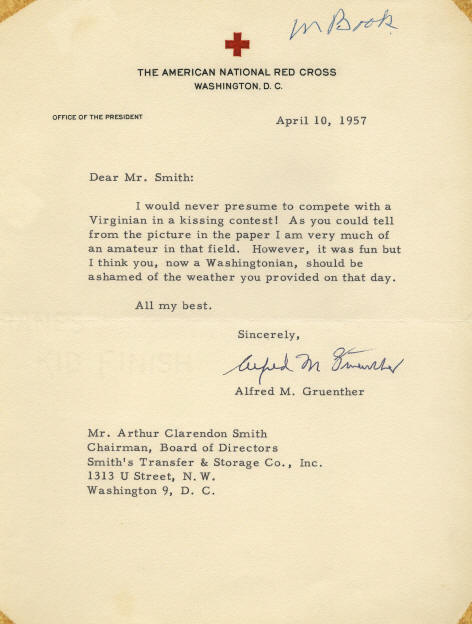 In Book
THE AMERICAN NATIONAL RED CROSS
WASHINGTON, D. C.
OFFICE OF THE PRESIDENT
April 10, 1957
Dear Mr. Smith:
I would never presume to compete with a
Virginian in a kissing contest! As you could tell
from the picture in the paper I am very much of
an amateur in that field. However, it was fun but
I think you, now a Washingtonian, should be
ashamed of the weather you provided on that day.
All my best.
Sincerely,
Alfred M Gruenther
Alfred M. Gruenther
Mr. Arthur Clarendon Smith
Chairman, Board of Directors
Smith's Transfer & Storage Co., Inc.
1313 U Street, N. W.
Washington 9, D. C.